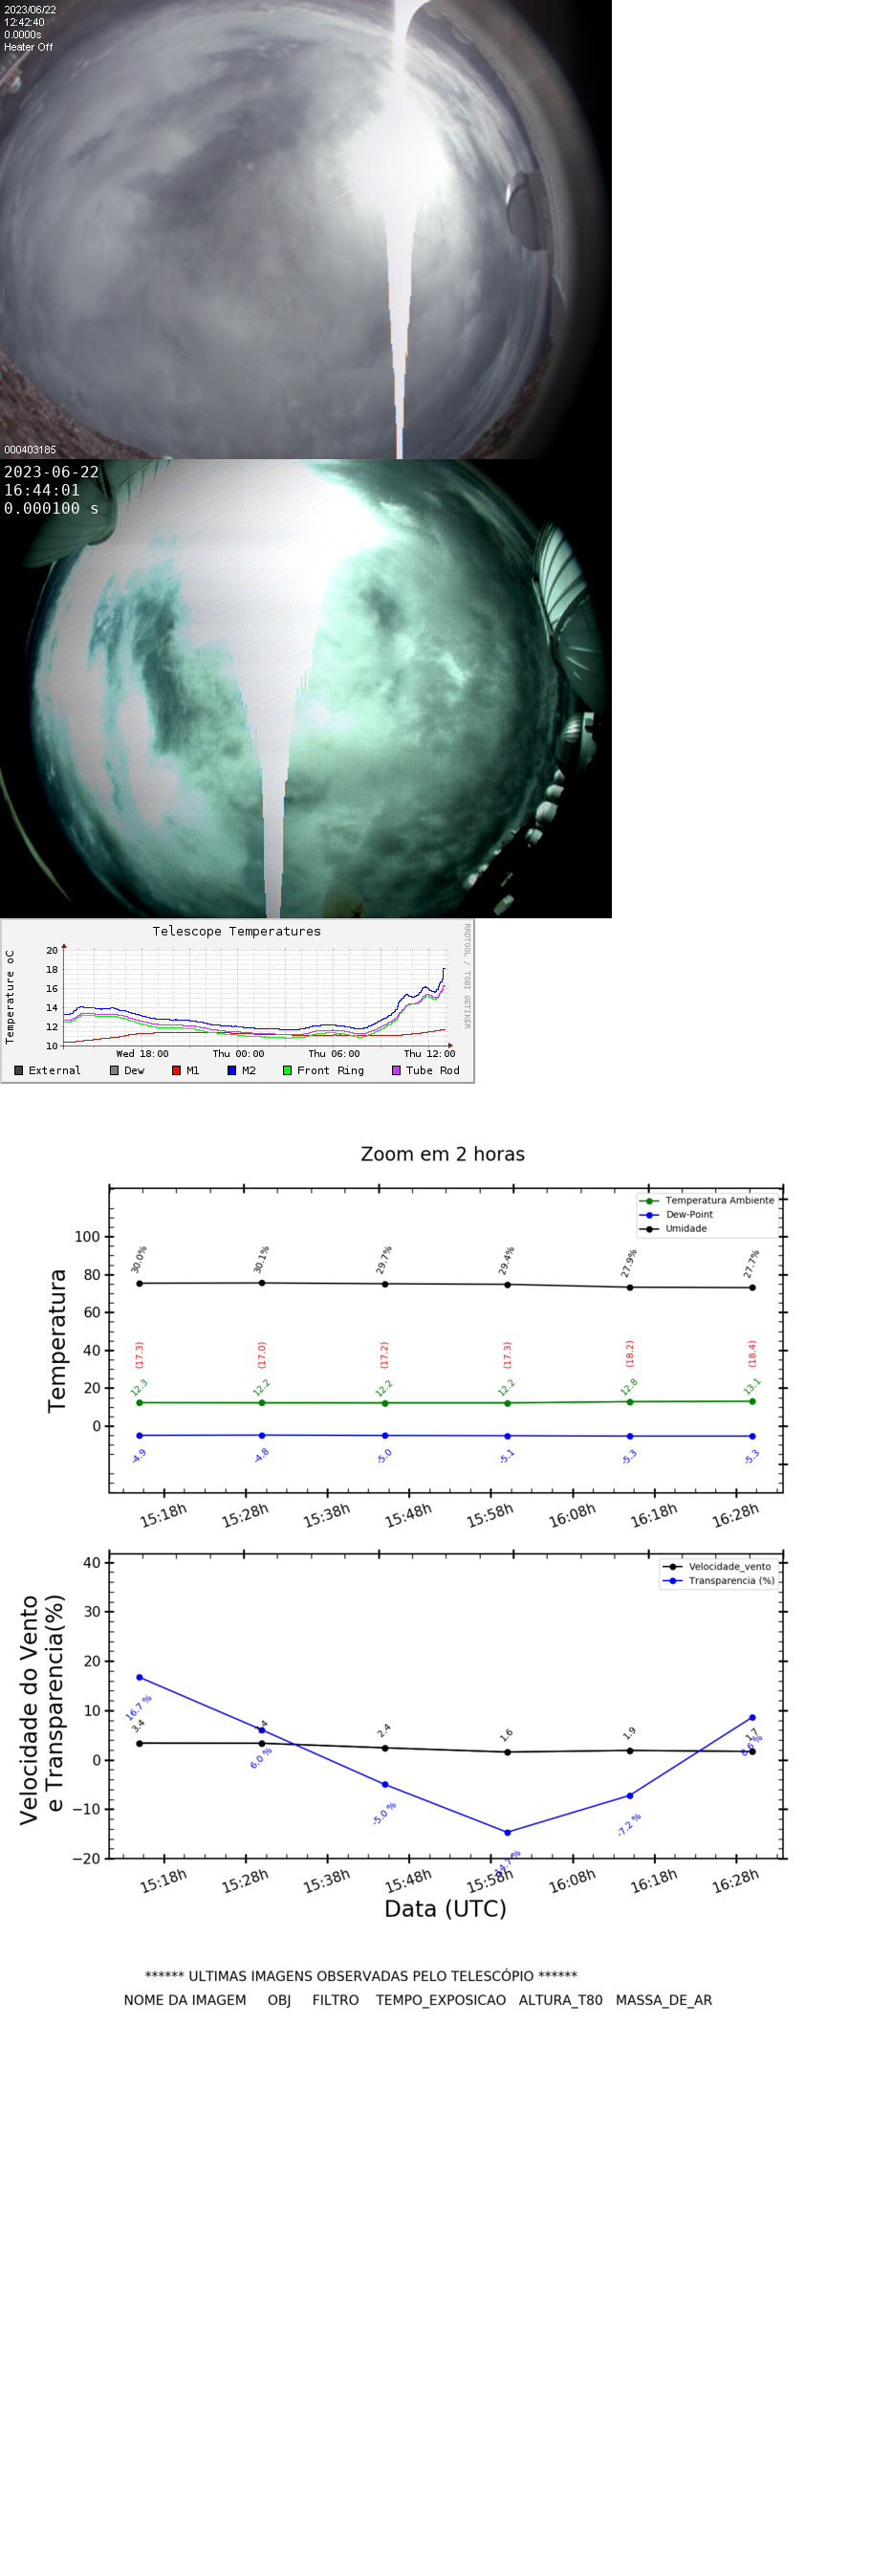 2023/06/22
12:42:40
0.0000s
Heater Off
000403185
2023-06-22
16:44:01
0.000100 s
Telescope Temperatures
RRDTOOL / TOBI OETIKER
Temperature oC
20
18
16
14
12
10
Wed 18:00 Thu 00:00 Thu 06:00 Thu 12:00
External Dew M1 M2 Front Ring Tube Rod
Zoom em 2 horas
Temperatura Ambiente
Dew-Point
Umidade
Temperatura
100
80
60
40
20
0
30.0% 30.1% 29.7% 29.4% 27.9% 27.7%
(17.3) (17.0) (17.2) (17.3) (18.2) (18.4)
12.3 12.2 12.2 12.2 12.8 13.1
-4.9 -4.8 -5.0 -5.1 -5.3 -5.3
15:18h 15:28h 15:38h 15:48h 15:58h 16:08h 16:18h 16:28h
Velocidade_vento
Transparencia (%)
Velocidade do Vento
e Transparencia(%)
40
30
20
10
0
−10
−20
3.4 2.4 1.6 1.9 1.7
16.7 % 6.0 % -5.0 % -14.7 % -7.2 %
15:18h 15:28h 15:38h 15:48h 15:58h 16:08h 16:18h 16:28h
Data (UTC)
****** ULTIMAS IMAGENS OBSERVADAS PELO TELESCÓPIO ******
NOME DA IMAGEM OBJ FILTRO TEMPO_EXPOSICAO ALTURA_T80 MASSA_DE_AR